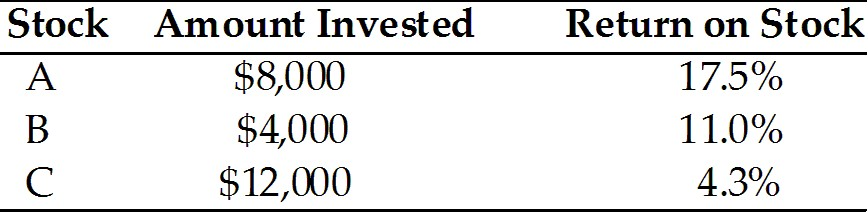 Stock Amount Invested Return on Stock
A $8,000 17.5%
B $4,000 11.0%
C $12,000 4.3%